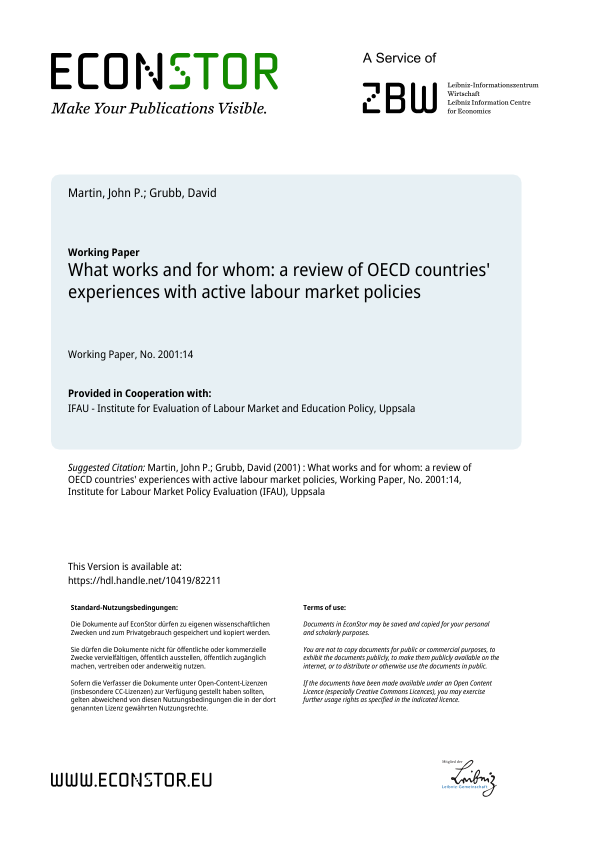 ECONSTOR
Make Your Publications Visible.
A Service of
ZBW
Leibniz-Informationszentrum
Wirtschaft
Leibniz Information Centre
for Economics
Martin, John P.; Grubb, David
Working Paper
What works and for whom: a review of OECD countries'
experiences with active labour market policies
Working Paper, No. 2001:14
Provided in Cooperation with:
IFAU - Institute for Evaluation of Labour Market and Education Policy, Uppsala
Suggested Citation: Martin, John P.; Grubb, David (2001) : What works and for whom: a review of
OECD countries' experiences with active labour market policies, Working Paper, No. 2001:14,
Institute for Labour Market Policy Evaluation (IFAU), Uppsala
This Version is available at:
https://hdl.handle.net/10419/82211
Standard-Nutzungsbedingungen:
Die Dokumente auf EconStor dürfen zu eigenen wissenschaftlichen
Zwecken und zum Privatgebrauch gespeichert und kopiert werden.
Sie dürfen die Dokumente nicht für öffentliche oder kommerzielle
Zwecke vervielfältigen, öffentlich ausstellen, öffentlich zugänglich
machen, vertreiben oder anderweitig nutzen.
Sofern die Verfasser die Dokumente unter Open-Content-Lizenzen
(insbesondere CC-Lizenzen) zur Verfügung gestellt haben sollten,
gelten abweichend von diesen Nutzungsbedingungen die in der dort
genannten Lizenz gewährten Nutzungsrechte.
Terms of use:
Documents in EconStor may be saved and copied for your personal
and scholarly purposes.
You are not to copy documents for public or commercial purposes, to
exhibit the documents publicly, to make them publicly available on the
internet, or to distribute or otherwise use the documents in public.
If the documents have been made available under an Open Content
Licence (especially Creative Commons Licences), you may exercise
further usage rights as specified in the indicated licence.
WWW.ECONSTOR.EU
Mitglied der
Leibniz
Leibniz-Gemeinschaft